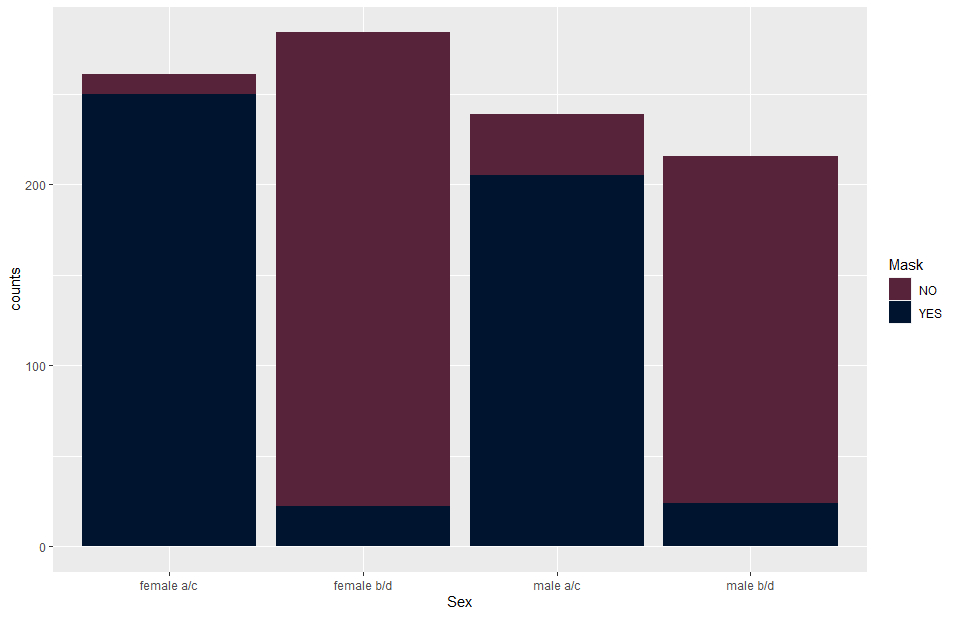 counts
200
100
0
female a/c
female b/d
male a/c
male b/d
Sex
Mask
NO
YES